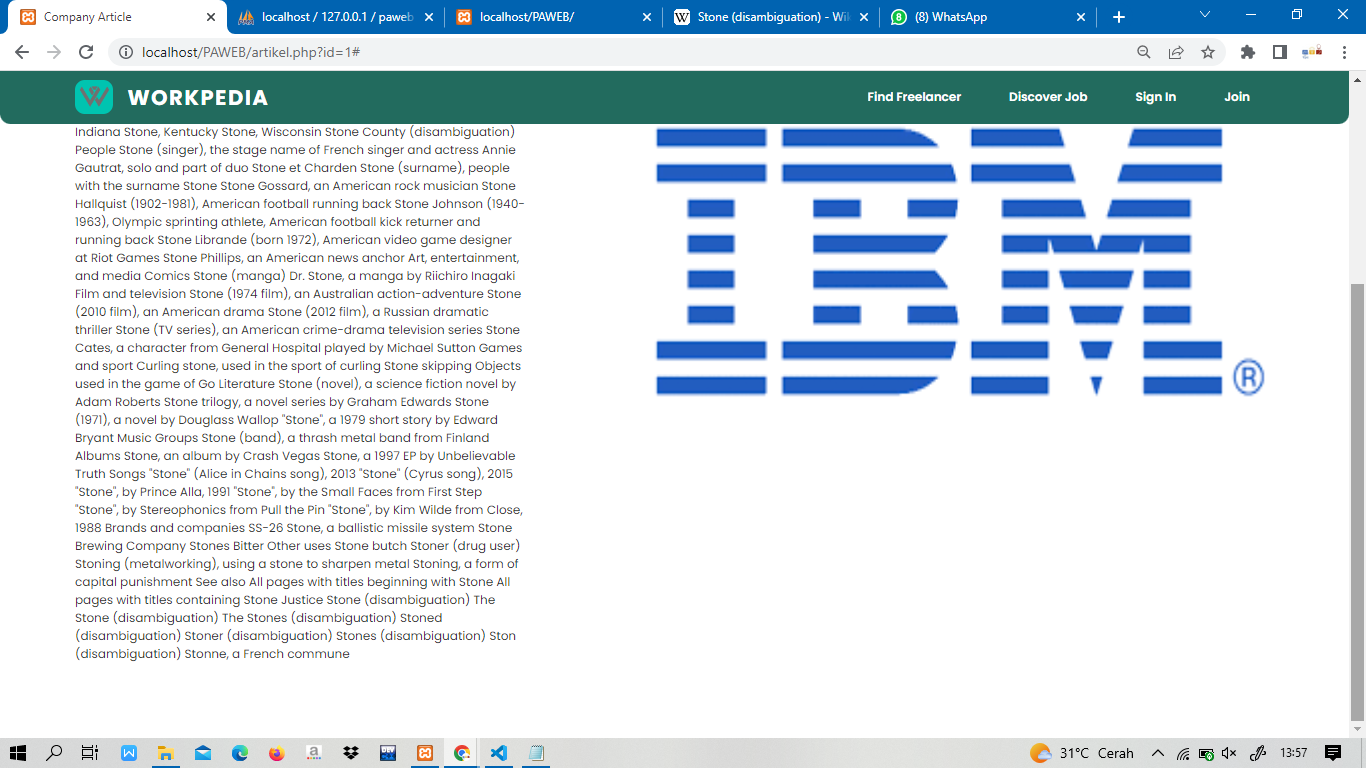 Company Article
localhost / 127.0.0.1 / paweb
localhost/PAWEB/
Stone (disambiguation) - Wi
(8) WhatsApp
localhost/PAWEB/artikel.php?id=1#
WORKPEDIA
Find Freelancer
Discover Job
Sign In
Join
Indiana Stone, Kentucky Stone, Wisconsin Stone County (disambiguation)
People Stone (singer), the stage name of French singer and actress Annie
Gautrat, solo and part of duo Stone et Charden Stone (surname), people
with the surname Stone Stone Gossard, an American rock musician Stone
Hallquist (1902-1981), American football running back Stone Johnson (1940-
1963), Olympic sprinting athlete, American football kick returner and
running back Stone Librande (born 1972), American video game designer
at Riot Games Stone Phillips, an American news anchor Art, entertainment,
and media Comics Stone (manga) Dr. Stone, a manga by Riichiro Inagaki
Film and television Stone (1974 film), an Australian action-adventure Stone
(2010 film), an American drama Stone (2012 film), a Russian dramatic
thriller Stone (TV series), an American crime-drama television series Stone
Cates, a character from General Hospital played by Michael Sutton Games
and sport Curling stone, used in the sport of curling Stone skipping Objects
used in the game of Go Literature Stone (novel), a science fiction novel by
Adam Roberts Stone trilogy, a novel series by Graham Edwards Stone
(1971), a novel by Douglass Wallop "Stone", a 1979 short story by Edward
Bryant Music Groups Stone (band), a thrash metal band from Finland
Albums Stone, an album by Crash Vegas Stone, a 1997 EP by Unbelievable
Truth Songs "Stone" (Alice in Chains song), 2013 "Stone" (Cyrus song), 2015
"Stone", by Prince Alla, 1991 "Stone", by the Small Faces from First Step
"Stone", by Stereophonics from Pull the Pin "Stone", by Kim Wilde from Close,
1988 Brands and companies SS-26 Stone, a ballistic missile system Stone
Brewing Company Stones Bitter Other uses Stone butch Stoner (drug user)
Stoning (metalworking), using a stone to sharpen metal Stoning, a form of
capital punishment See also All pages with titles beginning with Stone All
pages with titles containing Stone Justice Stone (disambiguation) The
Stone (disambiguation) The Stones (disambiguation) Stoned
(disambiguation) Stoner (disambiguation) Stones (disambiguation) Ston
(disambiguation) Stonne, a French commune
IBM®
31°C Cerah
13:57